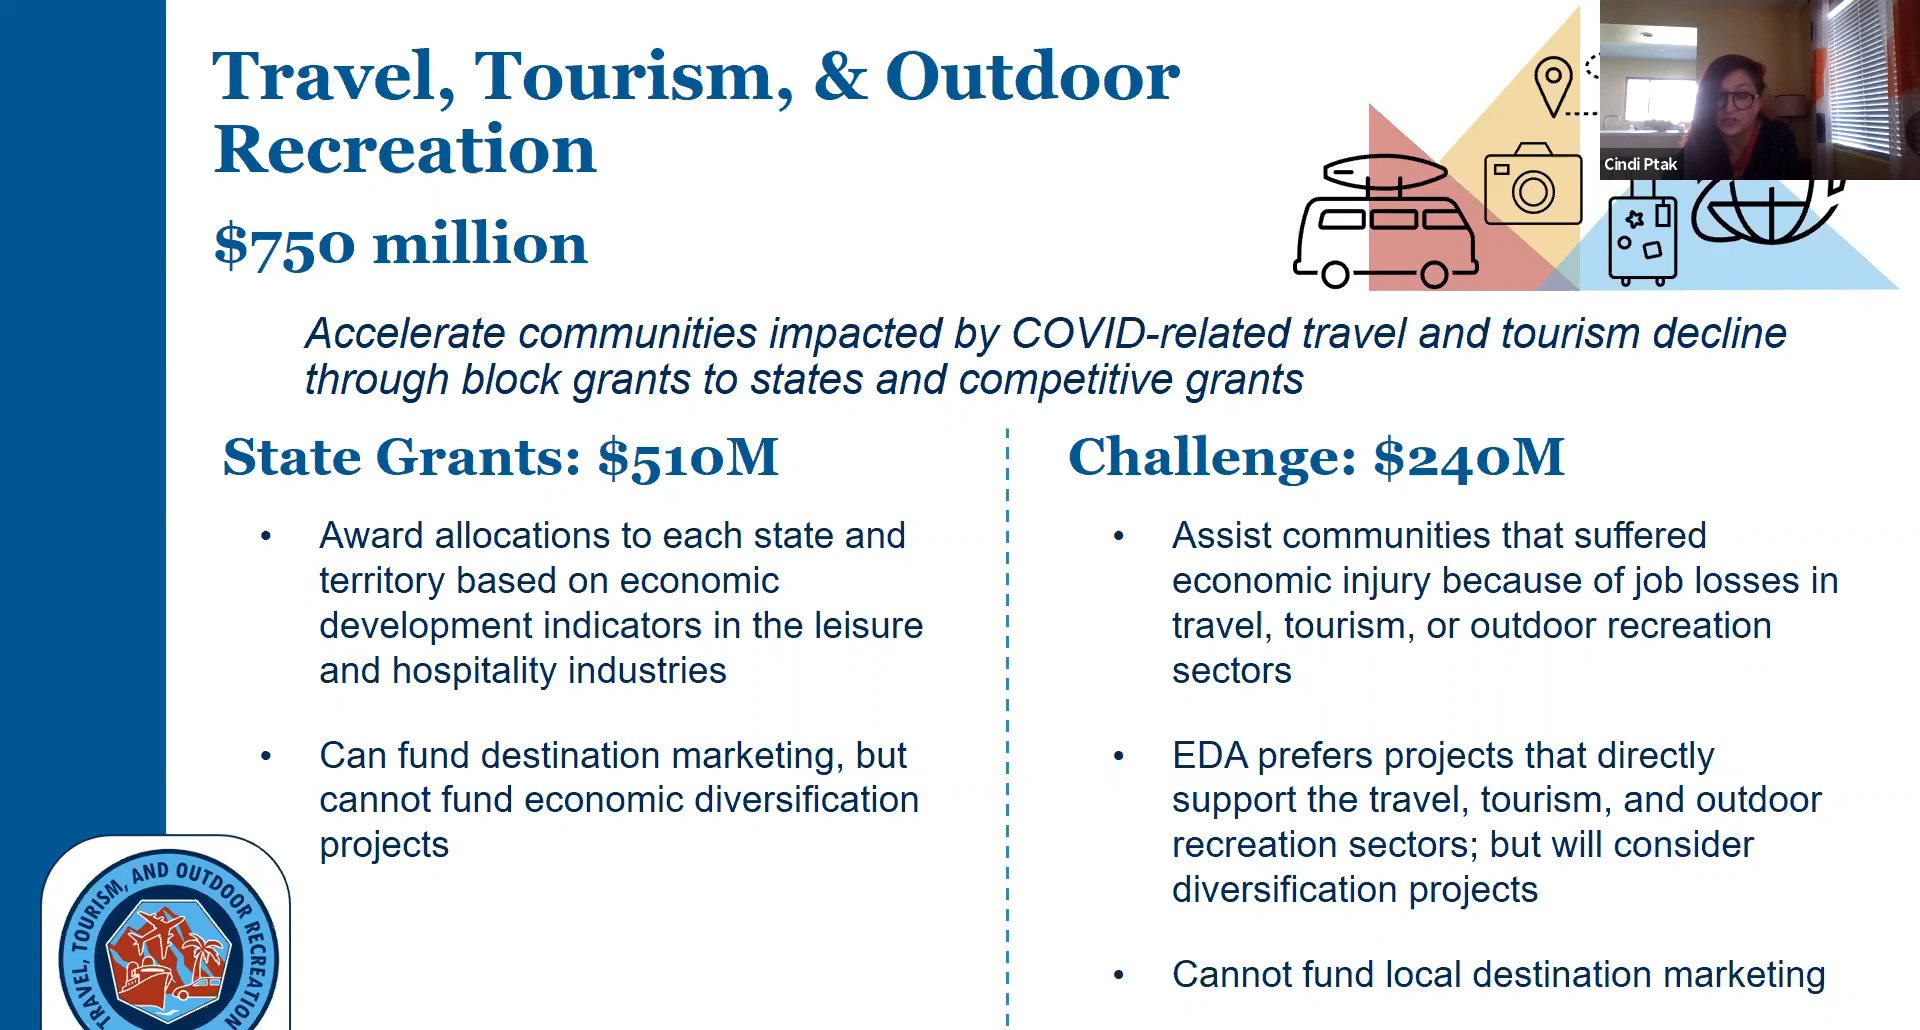 Travel, Tourism, & Outdoor
Recreation
$750 million
Cindi Ptak
Accelerate communities impacted by COVID-related travel and tourism decline
through block grants to states and competitive grants
State Grants: $510M
• Award allocations to each state and
territory based on economic
development indicators in the leisure
and hospitality industries
• Can fund destination marketing, but
cannot fund economic diversification
projects
Challenge: $240M
• Assist communities that suffered
economic injury because of job losses in
travel, tourism, or outdoor recreation
sectors
• EDA prefers projects that directly
support the travel, tourism, and outdoor
recreation sectors; but will consider
diversification projects
• Cannot fund local destination marketing
TRAVEL, TOURISM, AND OUTDOOR RECREATION